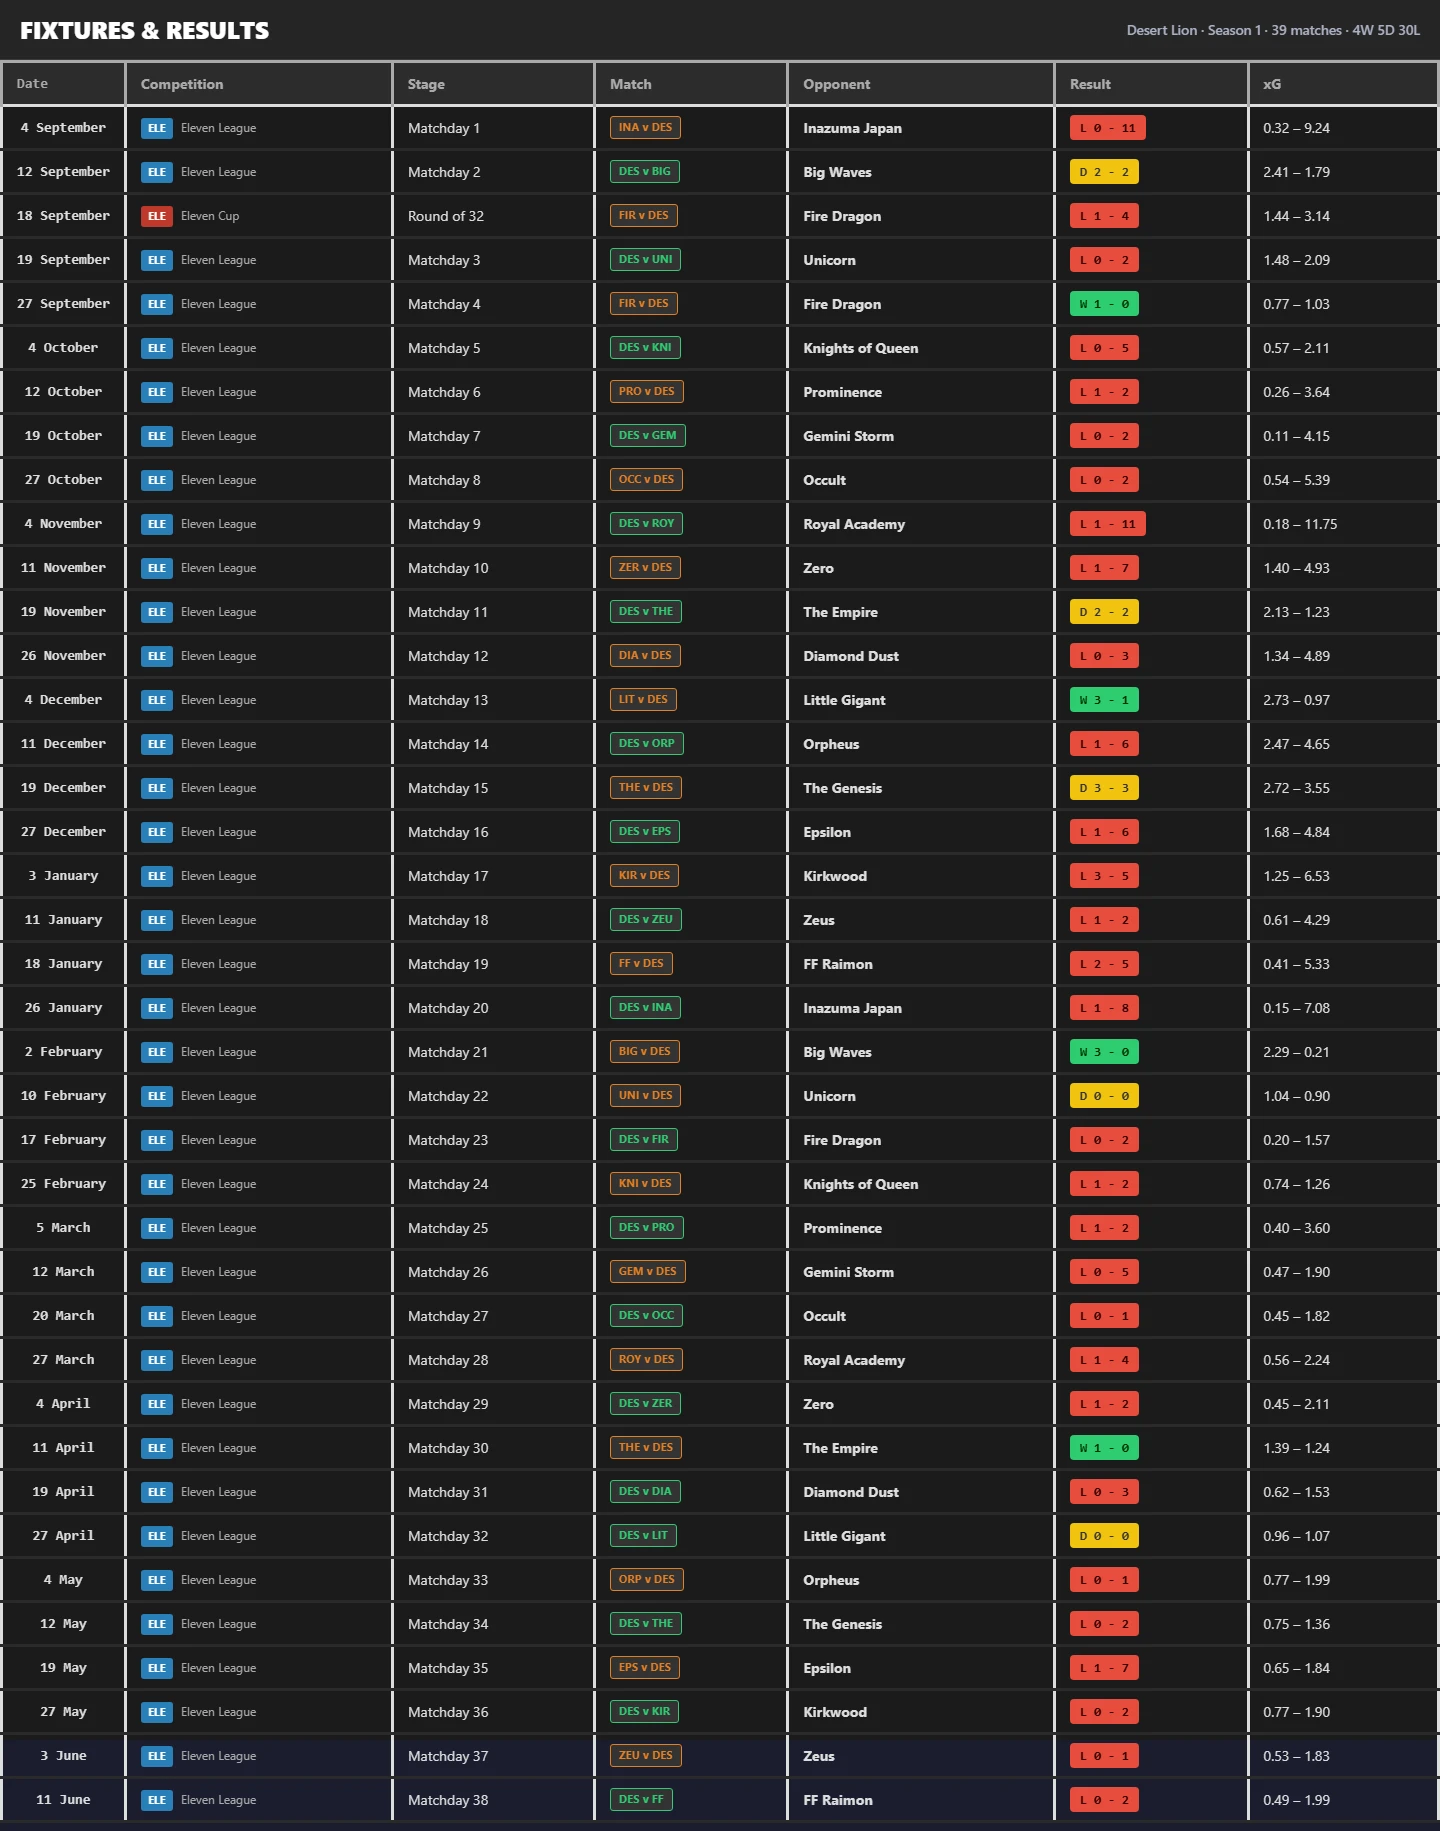 FIXTURES & RESULTS
Desert Lion · Season 1 · 39 matches · 4W 5D 30L
Date Competition Stage Match Opponent Result xG
4 September ELE Eleven League Matchday 1 INA v DES Inazuma Japan L 0 - 11 0.32 – 9.24
12 September ELE Eleven League Matchday 2 DES v BIG Big Waves D 2 - 2 2.41 – 1.79
18 September ELE Eleven Cup Round of 32 FIR v DES Fire Dragon L 1 - 4 1.44 – 3.14
19 September ELE Eleven League Matchday 3 DES v UNI Unicorn L 0 - 2 1.48 – 2.09
27 September ELE Eleven League Matchday 4 FIR v DES Fire Dragon W 1 - 0 0.77 – 1.03
4 October ELE Eleven League Matchday 5 DES v KNI Knights of Queen L 0 - 5 0.57 – 2.11
12 October ELE Eleven League Matchday 6 PRO v DES Prominence L 1 - 2 0.26 – 3.64
19 October ELE Eleven League Matchday 7 DES v GEM Gemini Storm L 0 - 2 0.11 – 4.15
27 October ELE Eleven League Matchday 8 OCC v DES Occult L 0 - 2 0.54 – 5.39
4 November ELE Eleven League Matchday 9 DES v ROY Royal Academy L 1 - 11 0.18 – 11.75
11 November ELE Eleven League Matchday 10 ZER v DES Zero L 1 - 7 1.40 – 4.93
19 November ELE Eleven League Matchday 11 DES v THE The Empire D 2 - 2 2.13 – 1.23
26 November ELE Eleven League Matchday 12 DIA v DES Diamond Dust L 0 - 3 1.34 – 4.89
4 December ELE Eleven League Matchday 13 LIT v DES Little Gigant W 3 - 1 2.73 – 0.97
11 December ELE Eleven League Matchday 14 DES v ORP Orpheus L 1 - 6 2.47 – 4.65
19 December ELE Eleven League Matchday 15 THE v DES The Genesis D 3 - 3 2.72 – 3.55
27 December ELE Eleven League Matchday 16 DES v EPS Epsilon L 1 - 6 1.68 – 4.84
3 January ELE Eleven League Matchday 17 KIR v DES Kirkwood L 3 - 5 1.25 – 6.53
11 January ELE Eleven League Matchday 18 DES v ZEU Zeus L 1 - 2 0.61 – 4.29
18 January ELE Eleven League Matchday 19 FF v DES FF Raimon L 2 - 5 0.41 – 5.33
26 January ELE Eleven League Matchday 20 DES v INA Inazuma Japan L 1 - 8 0.15 – 7.08
2 February ELE Eleven League Matchday 21 BIG v DES Big Waves W 3 - 0 2.29 – 0.21
10 February ELE Eleven League Matchday 22 UNI v DES Unicorn D 0 - 0 1.04 – 0.90
17 February ELE Eleven League Matchday 23 DES v FIR Fire Dragon L 0 - 2 0.20 – 1.57
25 February ELE Eleven League Matchday 24 KNI v DES Knights of Queen L 1 - 2 0.74 – 1.26
5 March ELE Eleven League Matchday 25 DES v PRO Prominence L 1 - 2 0.40 – 3.60
12 March ELE Eleven League Matchday 26 GEM v DES Gemini Storm L 0 - 5 0.47 – 1.90
20 March ELE Eleven League Matchday 27 DES v OCC Occult L 0 - 1 0.45 – 1.82
27 March ELE Eleven League Matchday 28 ROY v DES Royal Academy L 1 - 4 0.56 – 2.24
4 April ELE Eleven League Matchday 29 DES v ZER Zero L 1 - 2 0.45 – 2.11
11 April ELE Eleven League Matchday 30 THE v DES The Empire W 1 - 0 1.39 – 1.24
19 April ELE Eleven League Matchday 31 DES v DIA Diamond Dust L 0 - 3 0.62 – 1.53
27 April ELE Eleven League Matchday 32 DES v LIT Little Gigant D 0 - 0 0.96 – 1.07
4 May ELE Eleven League Matchday 33 ORP v DES Orpheus L 0 - 1 0.77 – 1.99
12 May ELE Eleven League Matchday 34 DES v THE The Genesis L 0 - 2 0.75 – 1.36
19 May ELE Eleven League Matchday 35 EPS v DES Epsilon L 1 - 7 0.65 – 1.84
27 May ELE Eleven League Matchday 36 DES v KIR Kirkwood L 0 - 2 0.77 – 1.90
3 June ELE Eleven League Matchday 37 ZEU v DES Zeus L 0 - 1 0.53 – 1.83
11 June ELE Eleven League Matchday 38 DES v FF FF Raimon L 0 - 2 0.49 – 1.99